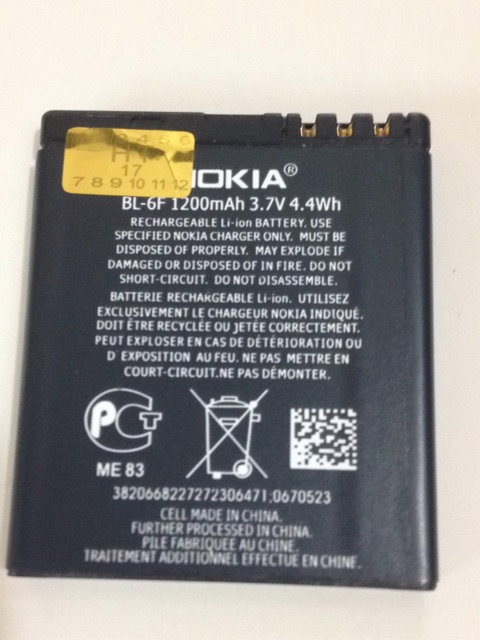 4 5 6
17
7 8 9 10 11 12
NOKIA®
BL-6F 1200mAh 3.7V 4.4Wh
RECHARGEABLE Li-ion BATTERY. USE
SPECIFIED NOKIA CHARGER ONLY. MUST BE
DISPOSED OF PROPERLY. MAY EXPLODE IF
DAMAGED OR DISPOSED OF IN FIRE. DO NOT
SHORT-CIRCUIT. DO NOT DISASSEMBLE.
BATTERIE RECHARGEABLE Li-ion. UTILISEZ
EXCLUSIVEMENT LE CHARGEUR NOKIA INDIQUÉ.
DOIT ÊTRE RECYCLÉE OU JETÉE CORRECTEMENT.
PEUT EXPLOSER EN CAS DE DÉTÉRIORATION OU
D' EXPOSITION AU FEU. NE PAS METTRE EN
COURT-CIRCUIT.NE PAS DÉMONTER.
PCT
ME 83
3820668227272306471;0670523
CELL MADE IN CHINA.
FURTHER PROCESSED IN CHINA.
PILE FABRIQUÉE AU CHINE.
TRAITEMENT ADDITIONNEL EFFECTUE EN CHINE.